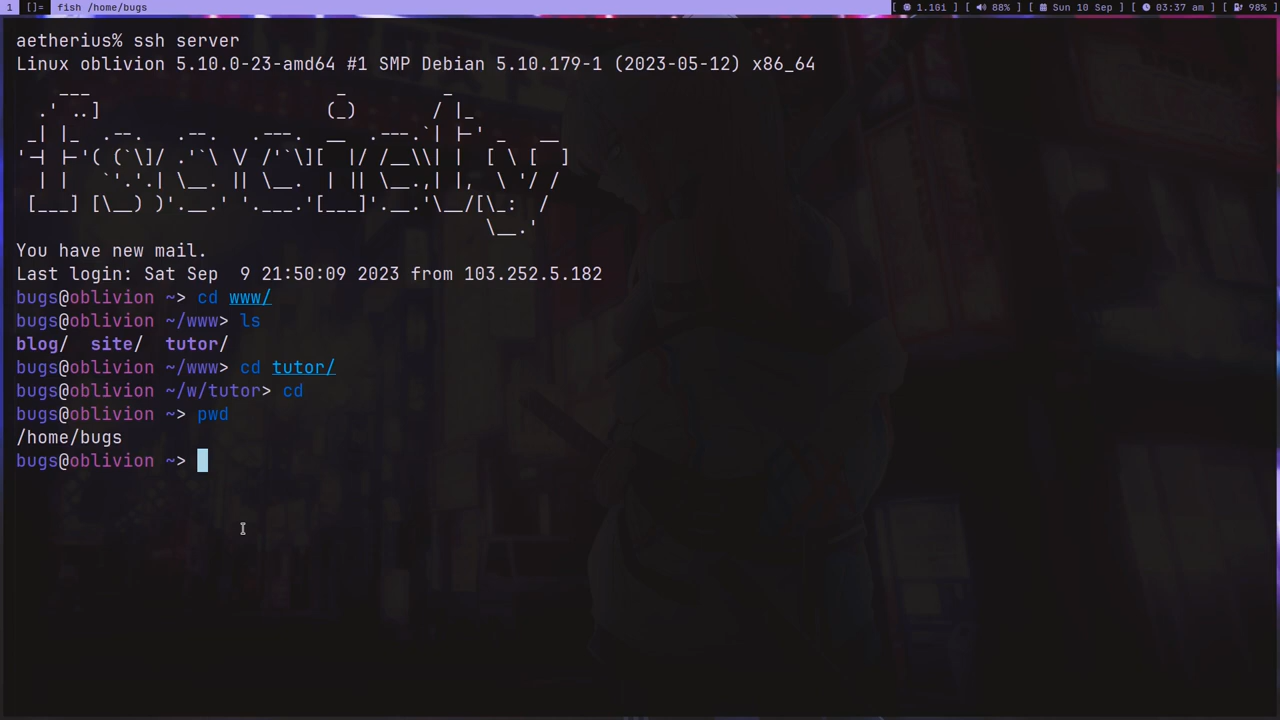 1 []= fish /home/bugs [ 1.1Gi ] [ 88% ] [ Sun 10 Sep ] [ 03:37 am ] [ 98% ]
aetherius% ssh server
Linux oblivion 5.10.0-23-amd64 #1 SMP Debian 5.10.179-1 (2023-05-12) x86_64
fsociety
You have new mail.
Last login: Sat Sep  9 21:50:09 2023 from 103.252.5.182
bugs@oblivion ~> cd www/
bugs@oblivion ~/www> ls
blog/  site/  tutor/
bugs@oblivion ~/www> cd tutor/
bugs@oblivion ~/w/tutor> cd
bugs@oblivion ~> pwd
/home/bugs
bugs@oblivion ~>